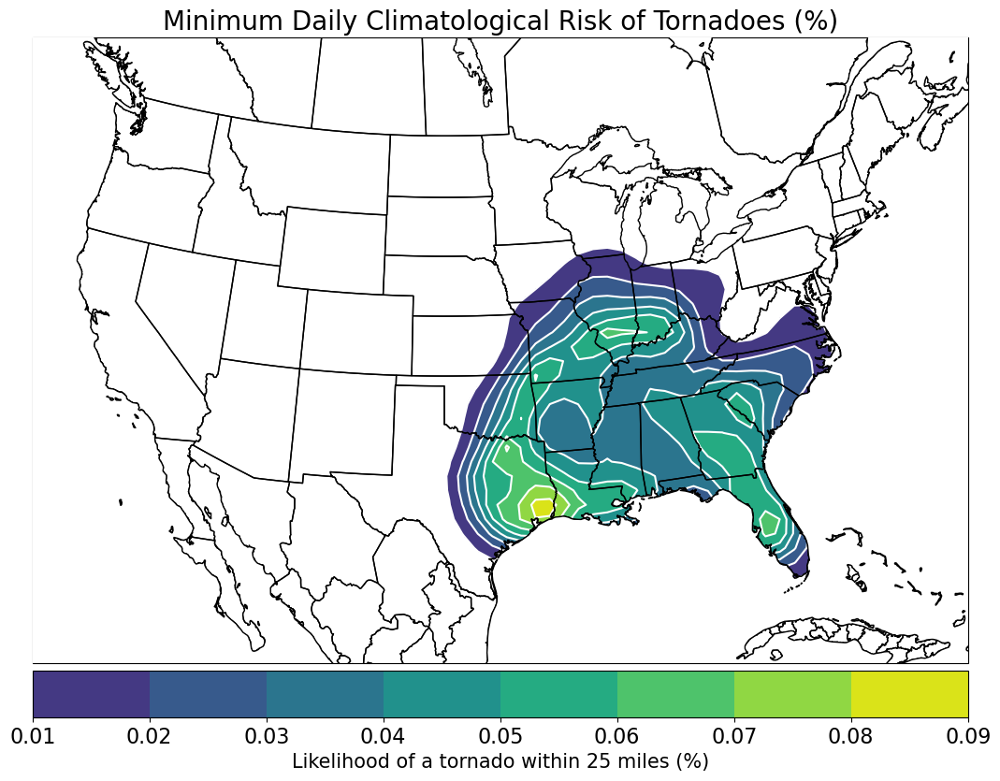 Minimum Daily Climatological Risk of Tornadoes (%)
0.01 0.02 0.03 0.04 0.05 0.06 0.07 0.08 0.09
Likelihood of a tornado within 25 miles (%)